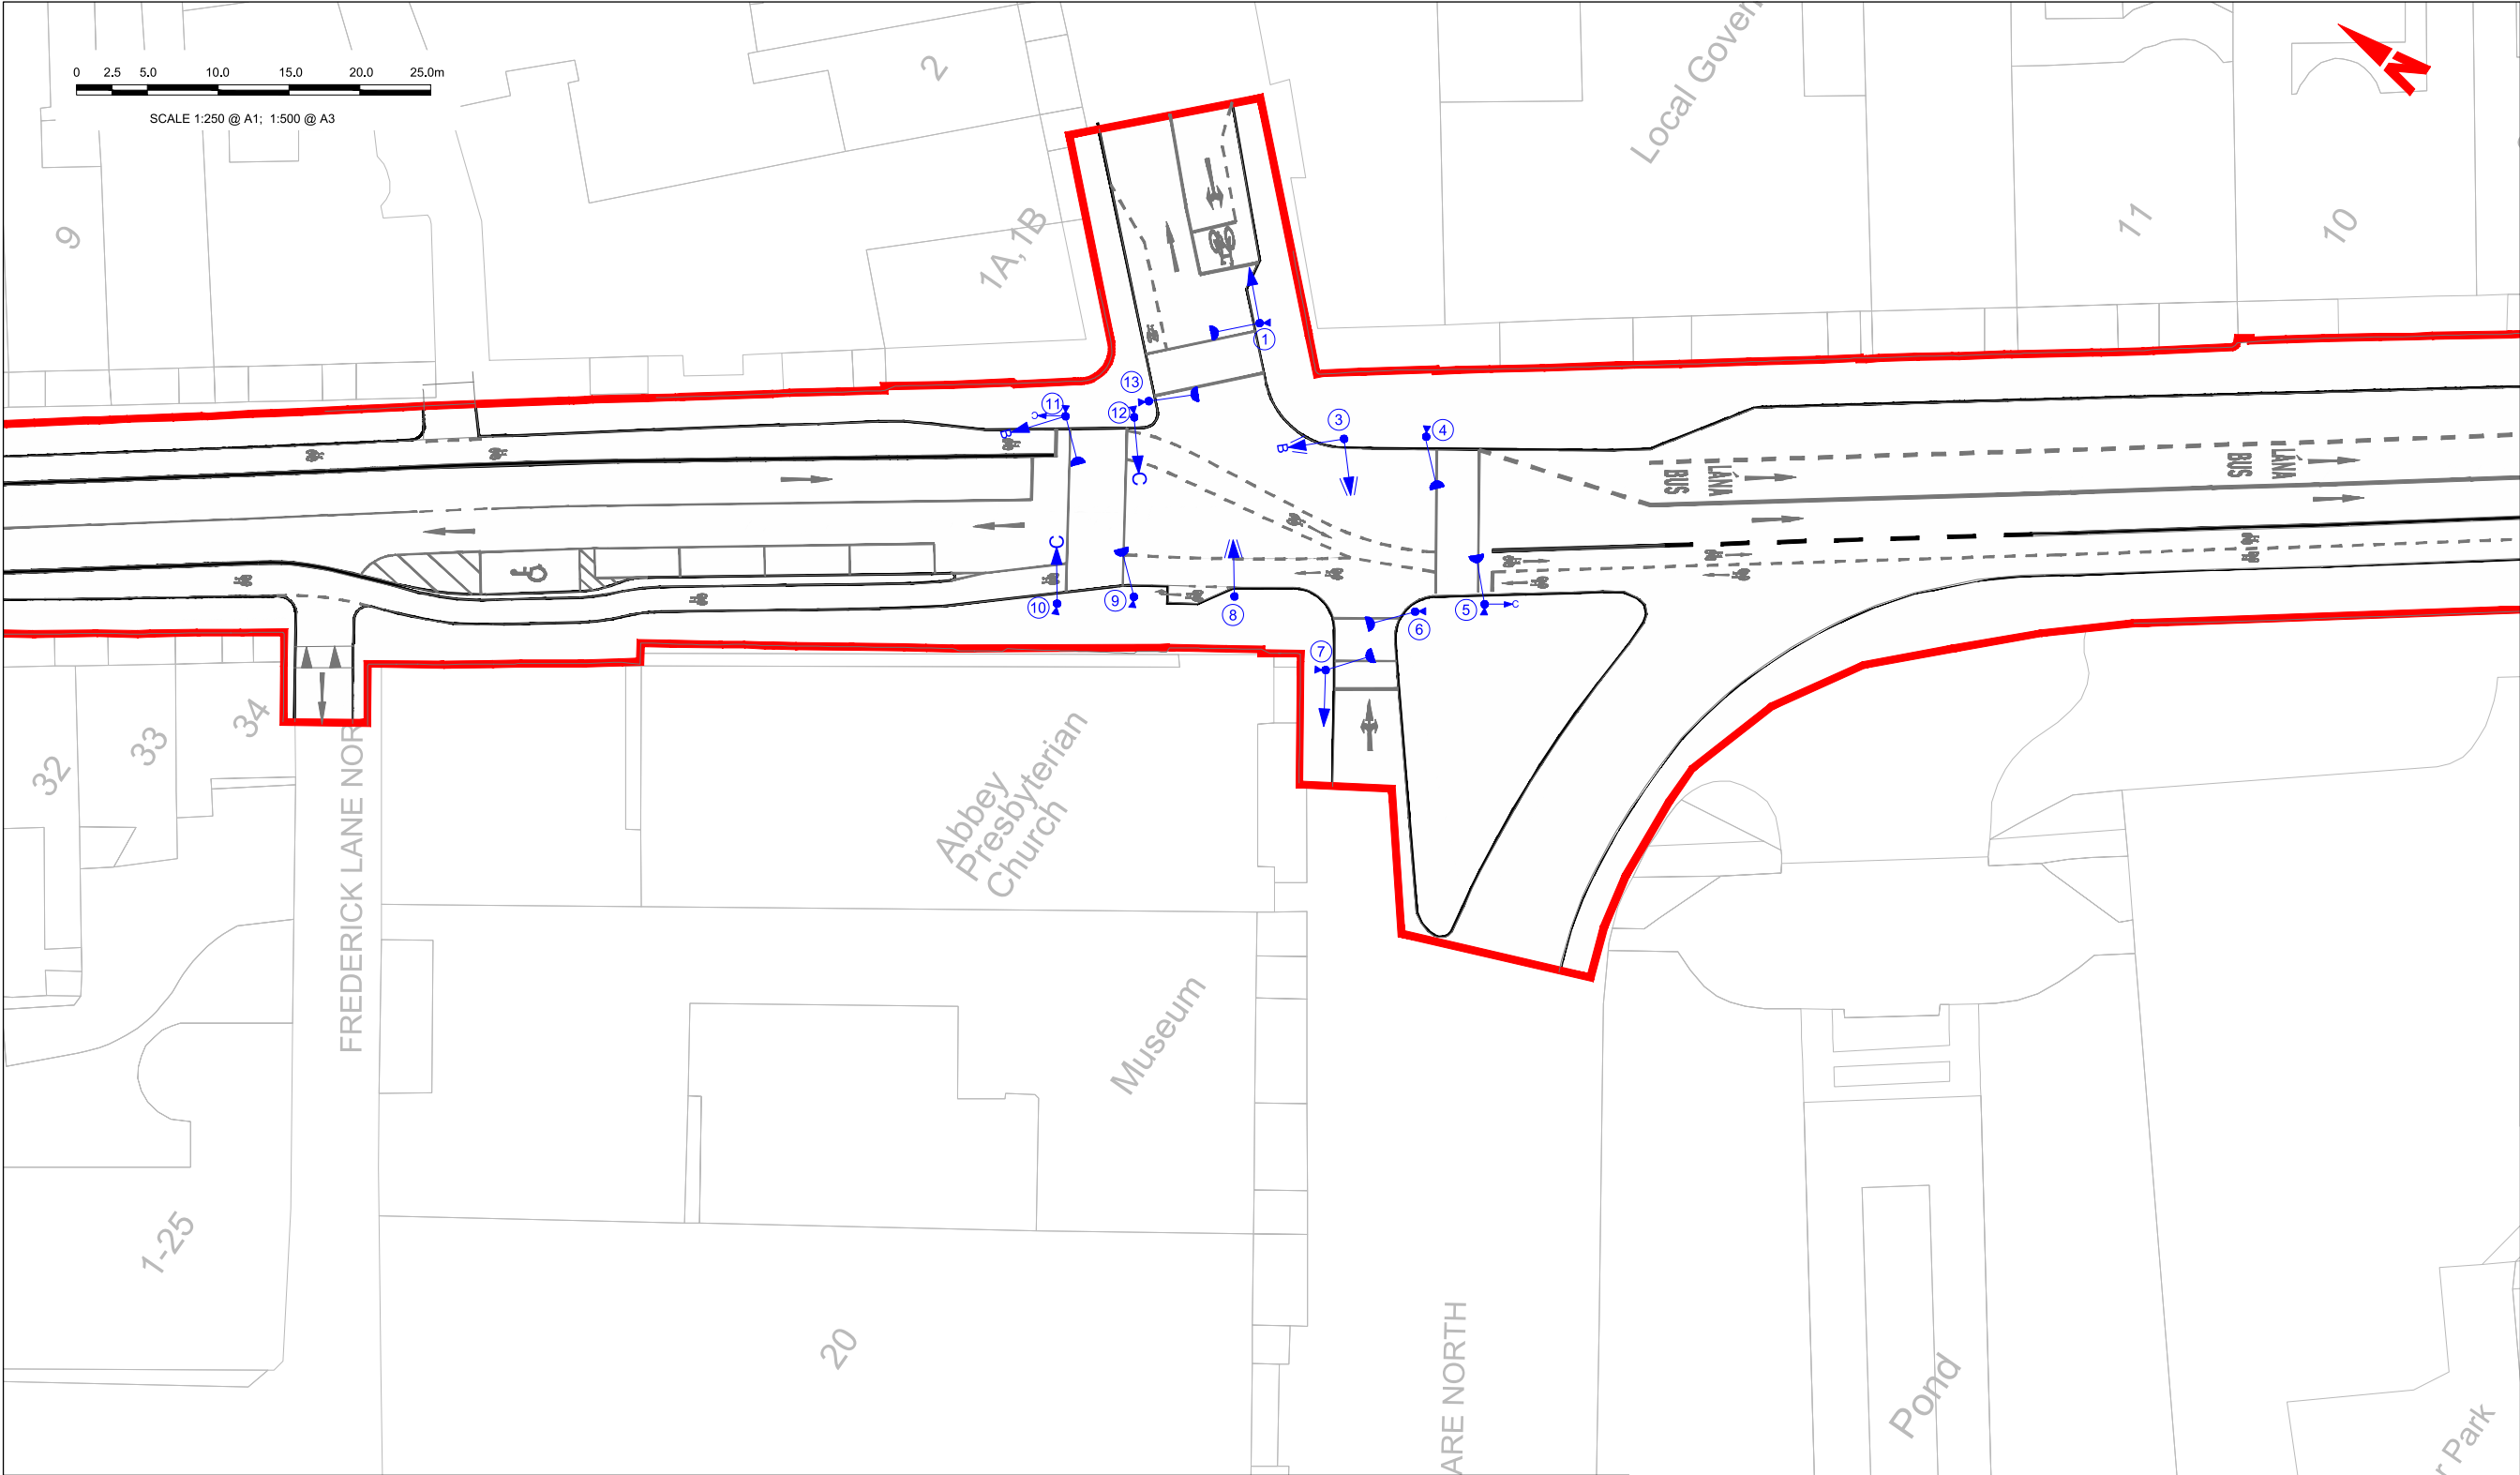 0 2.5 5.0 10.0 15.0 20.0 25.0m
SCALE 1:250 @ A1; 1:500 @ A3
N
2
Local Govern
9
1A, 1B
11
10
1
13
11
12
3
4
C
B
C
B
LÁNA
BUS
LÁNA
BUS
C
10
9
8
5
C
6
7
32
33
34
FREDERICK LANE NOR
Abbey
Presbyterian
Church
Museum
1-25
20
ARE NORTH
Pond
r Park